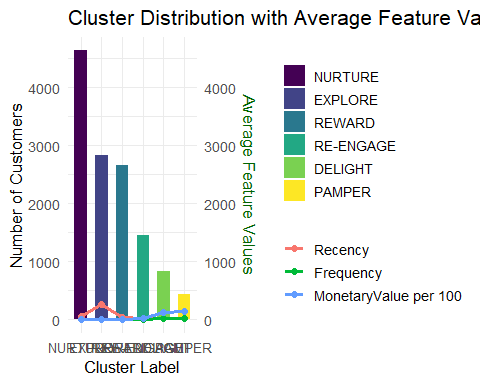 Cluster Distribution with Average Feature Va
Number of Customers
4000
3000
2000
1000
0
4000
3000
2000
1000
0
Average Feature Values
Cluster Label
NURTURE
EXPLORE
REWARD
RE-ENGAGE
DELIGHT
PAMPER
Recency
Frequency
MonetaryValue per 100